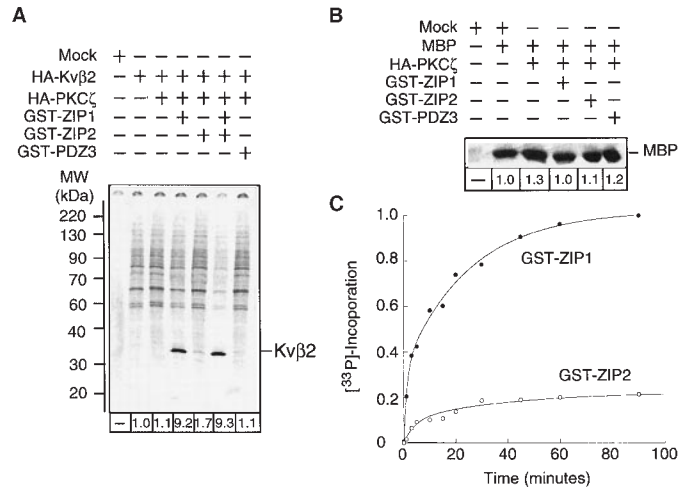 A
Mock + − − − − − −
HA-Kvβ2 − + + + + + +
HA-PKCζ − − + + + + +
GST-ZIP1 − − − + − + −
GST-ZIP2 − − − − + + −
GST-PDZ3 − − − − − − +
MW
(kDa)
220
130
90
70
60
40
30
20
Kvβ2
− 1.0 1.1 9.2 1.7 9.3 1.1
B
Mock + + − − − −
MBP − + + + + +
HA-PKCζ − − + + + +
GST-ZIP1 − − − + − −
GST-ZIP2 − − − − + −
GST-PDZ3 − − − − − +
MBP
− 1.0 1.3 1.0 1.1 1.2
C
[³³P]-Incoporation
1.0
0.8
0.6
0.4
0.2
0
GST-ZIP1
GST-ZIP2
0 20 40 60 80 100
Time (minutes)